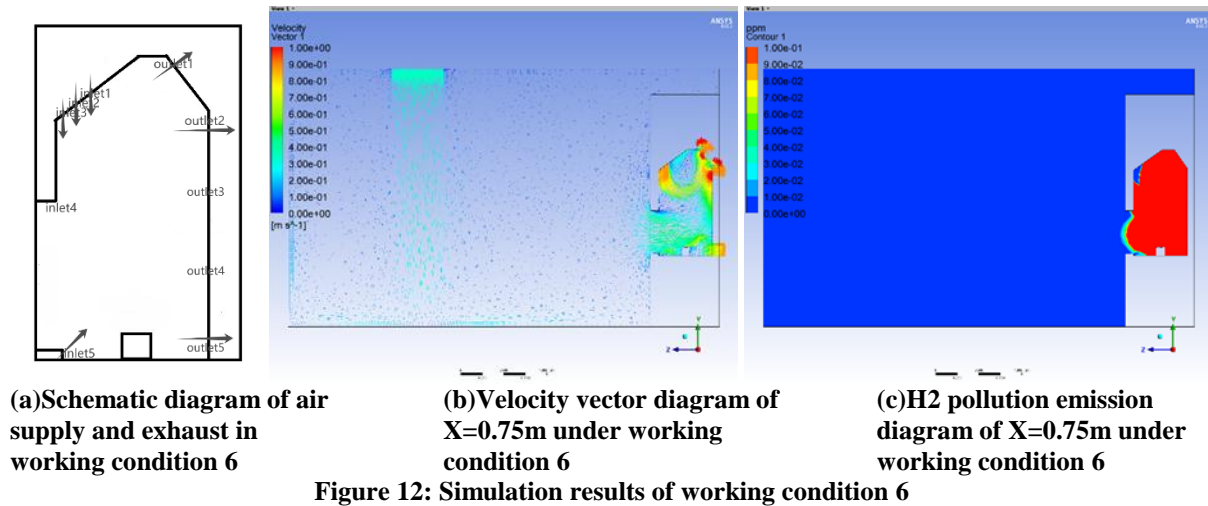 outlet1
inlet1
inlet2
inlet3
outlet2
outlet3
inlet4
outlet4
inlet5
outlet5
View 1
ANSYS
Velocity
Vector 1
1.00e+00
9.00e-01
8.00e-01
7.00e-01
6.00e-01
5.00e-01
4.00e-01
3.00e-01
2.00e-01
1.00e-01
0.00e+00
[m s^-1]
Y
Z
View 1
ANSYS
ppm
Contour 1
1.00e-01
9.00e-02
8.00e-02
7.00e-02
6.00e-02
5.00e-02
4.00e-02
3.00e-02
2.00e-02
1.00e-02
0.00e+00
Y
Z
(a)Schematic diagram of air
supply and exhaust in
working condition 6
(b)Velocity vector diagram of
X=0.75m under working
condition 6
(c)H2 pollution emission
diagram of X=0.75m under
working condition 6
Figure 12: Simulation results of working condition 6